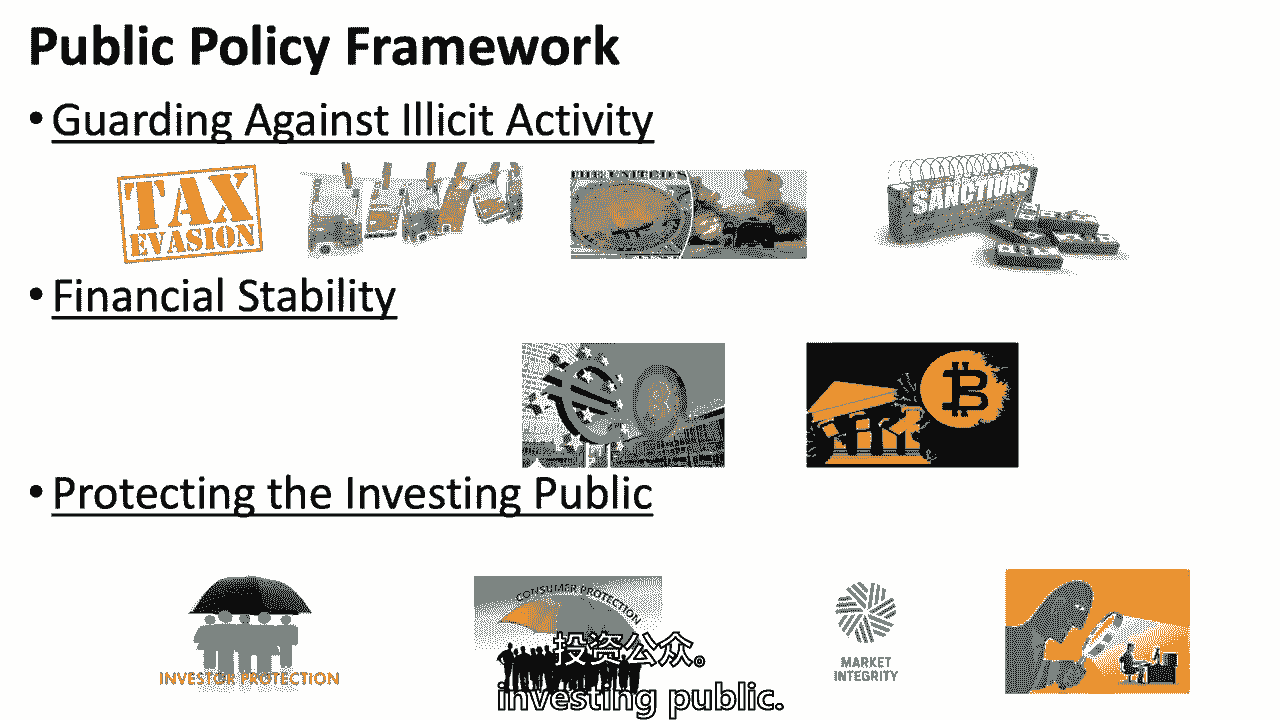 Public Policy Framework
• Guarding Against Illicit Activity
TAX
EVASION
THE UNITED S
SANCTIONS
• Financial Stability
• Protecting the Investing Public
INVESTOR PROTECTION
CONSUMER PROTECTION
MARKET
INTEGRITY
投资公众。
investing public.